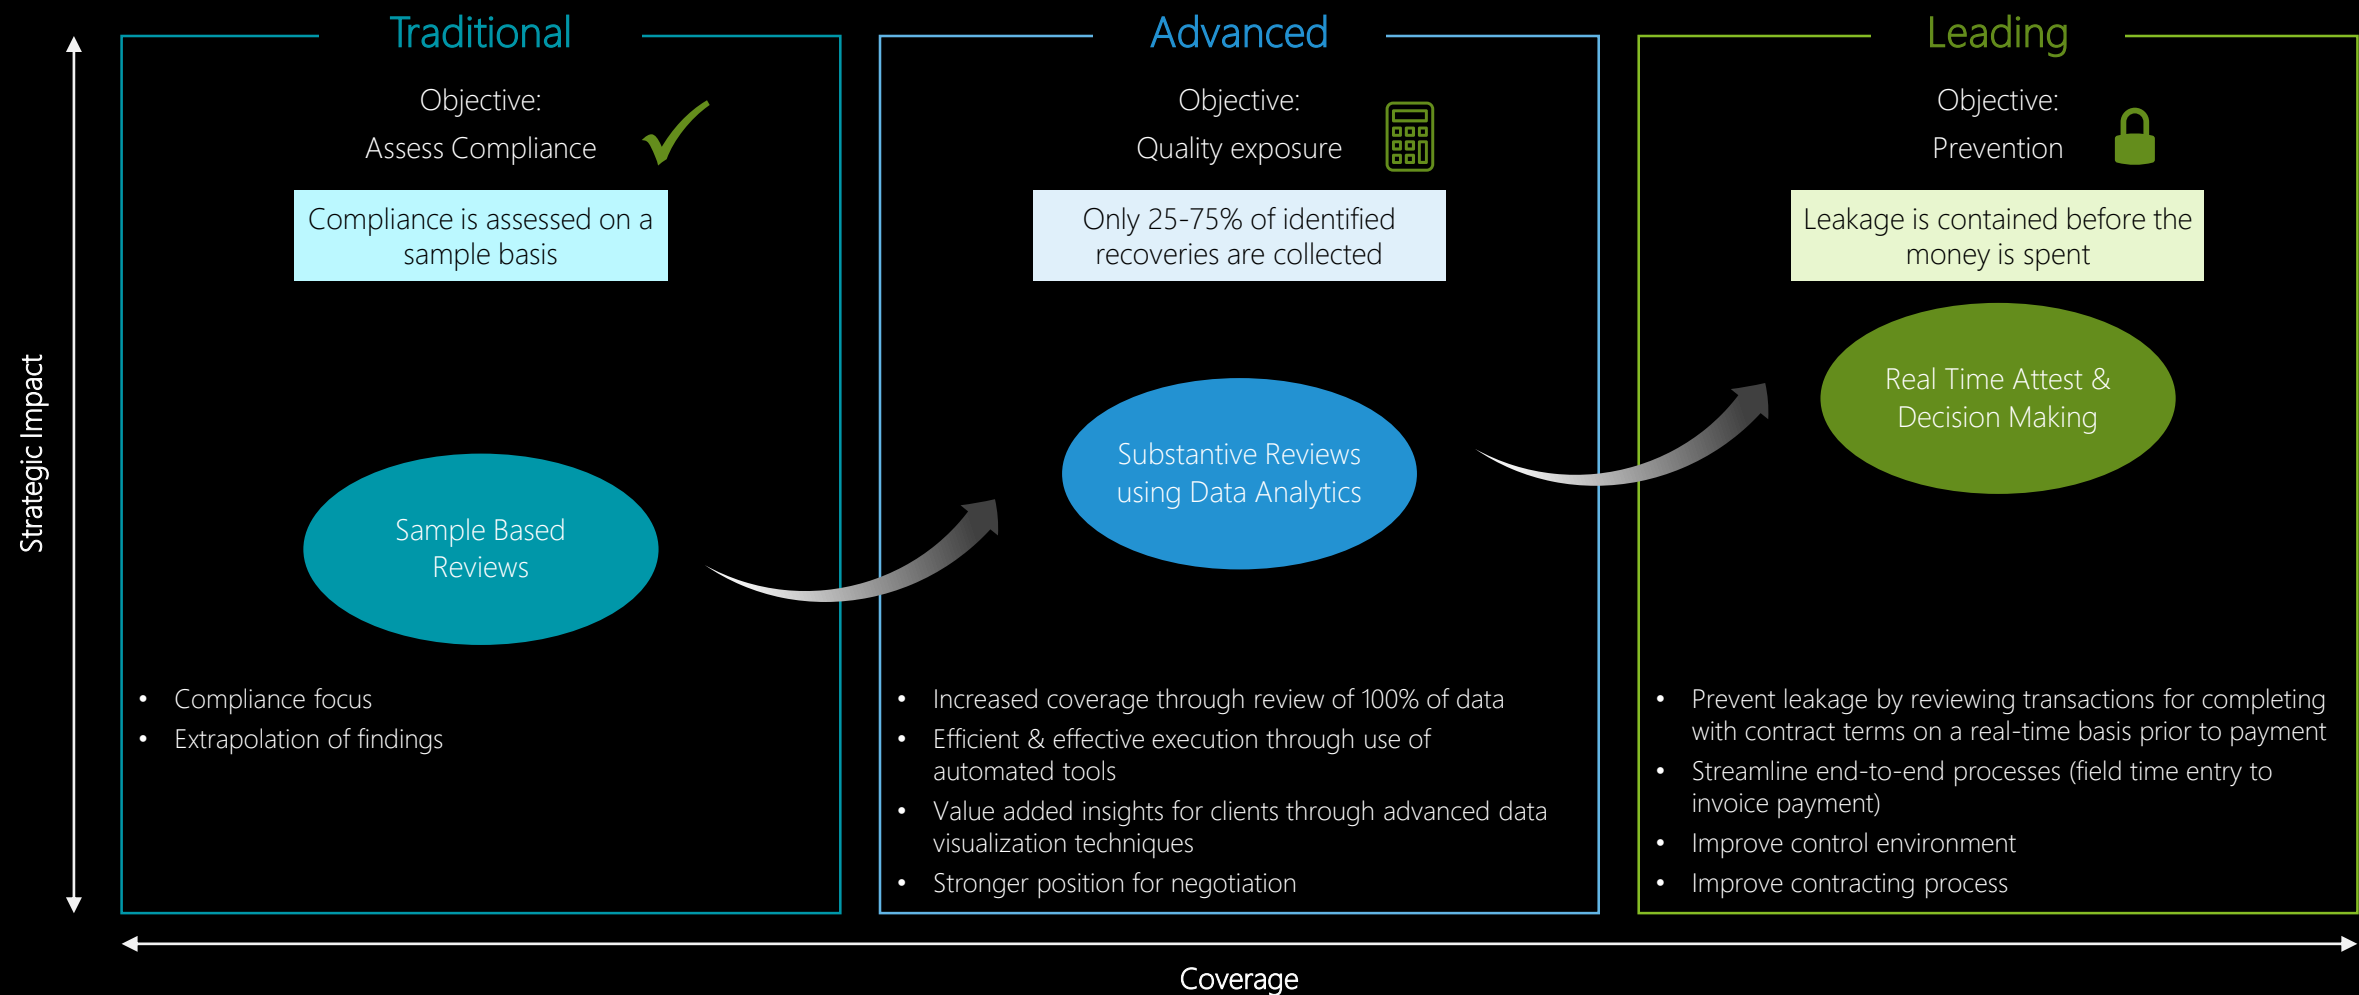 Traditional
Objective:
Assess Compliance
Compliance is assessed on a
sample basis
Sample Based
Reviews
• Compliance focus
• Extrapolation of findings
Advanced
Objective:
Quality exposure
Only 25-75% of identified
recoveries are collected
Substantive Reviews
using Data Analytics
• Increased coverage through review of 100% of data
• Efficient & effective execution through use of
automated tools
• Value added insights for clients through advanced data
visualization techniques
• Stronger position for negotiation
Leading
Objective:
Prevention
Leakage is contained before the
money is spent
Real Time Attest &
Decision Making
• Prevent leakage by reviewing transactions for completing
with contract terms on a real-time basis prior to payment
• Streamline end-to-end processes (field time entry to
invoice payment)
• Improve control environment
• Improve contracting process
Strategic Impact
Coverage